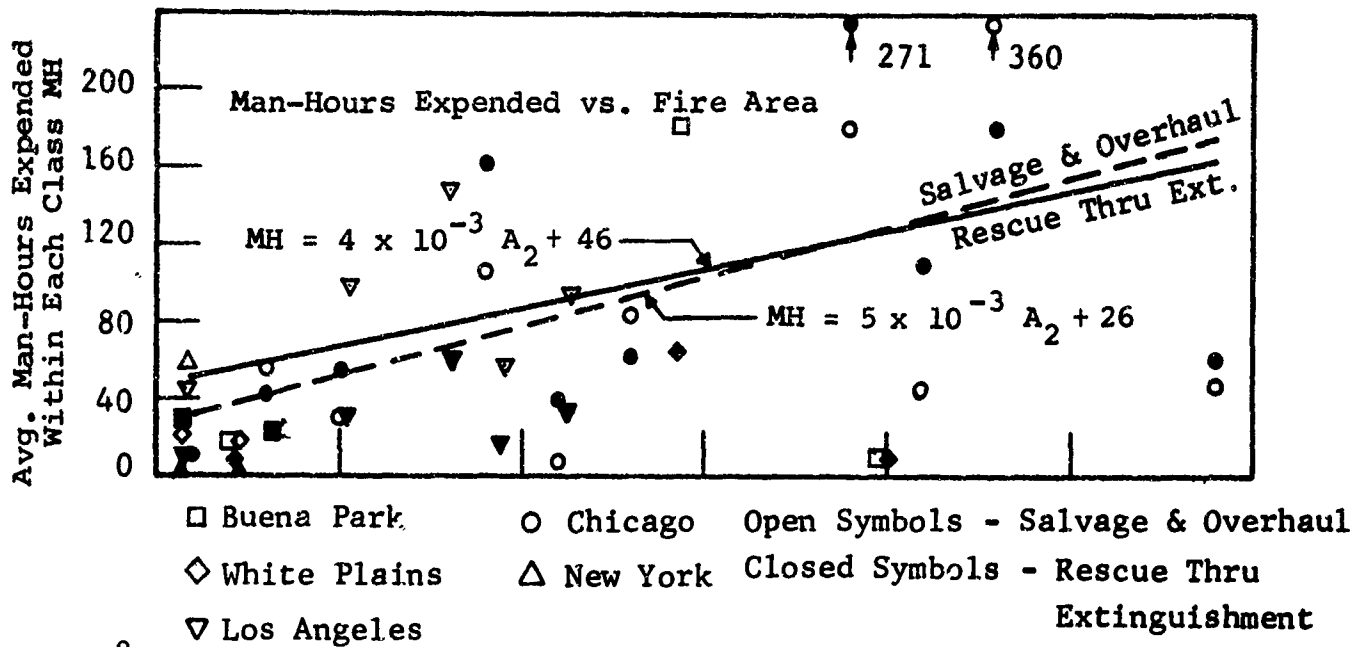 Avg. Man-Hours Expended
Within Each Class MH
200
160
120
80
40
0
271
360
Man-Hours Expended vs. Fire Area
Salvage & Overhaul
Rescue Thru Ext.
MH = 4 x 10⁻³ A₂ + 46
MH = 5 x 10⁻³ A₂ + 26
□ Buena Park
○ Chicago
Open Symbols - Salvage & Overhaul
◇ White Plains
△ New York
Closed Symbols - Rescue Thru
Extinguishment
▽ Los Angeles